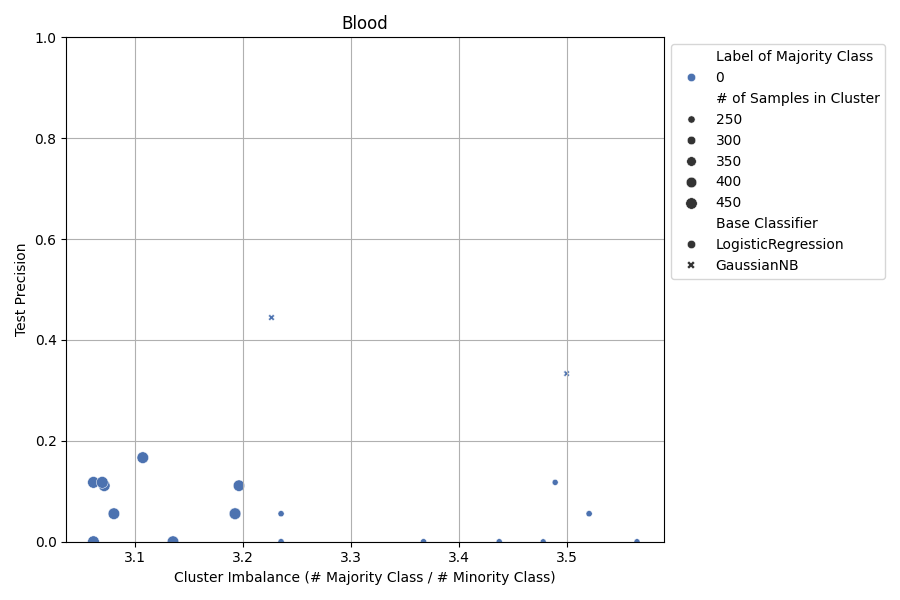 Blood
1.0
0.8
0.6
0.4
0.2
0.0
Test Precision
3.1
3.2
3.3
3.4
3.5
Cluster Imbalance (# Majority Class / # Minority Class)
Label of Majority Class
0
# of Samples in Cluster
250
300
350
400
450
Base Classifier
LogisticRegression
GaussianNB